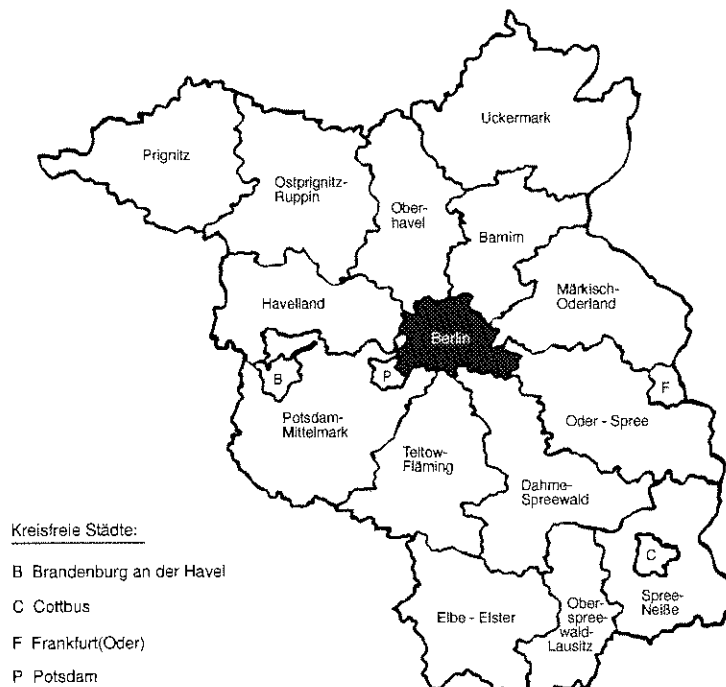 Uckermark
Prignitz
Ostprignitz-
Ruppin
Ober-
havel
Barnim
Märkisch-
Oderland
Havelland
Berlin
B
P
F
Potsdam-
Mittelmark
Oder - Spree
Teltow-
Fläming
Dahme-
Spreewald
Kreisfreie Städte:
B Brandenburg an der Havel
C Cottbus
F Frankfurt(Oder)
P Potsdam
C
Spree-
Neiße
Elbe - Elster
Ober-
spree-
wald-
Lausitz